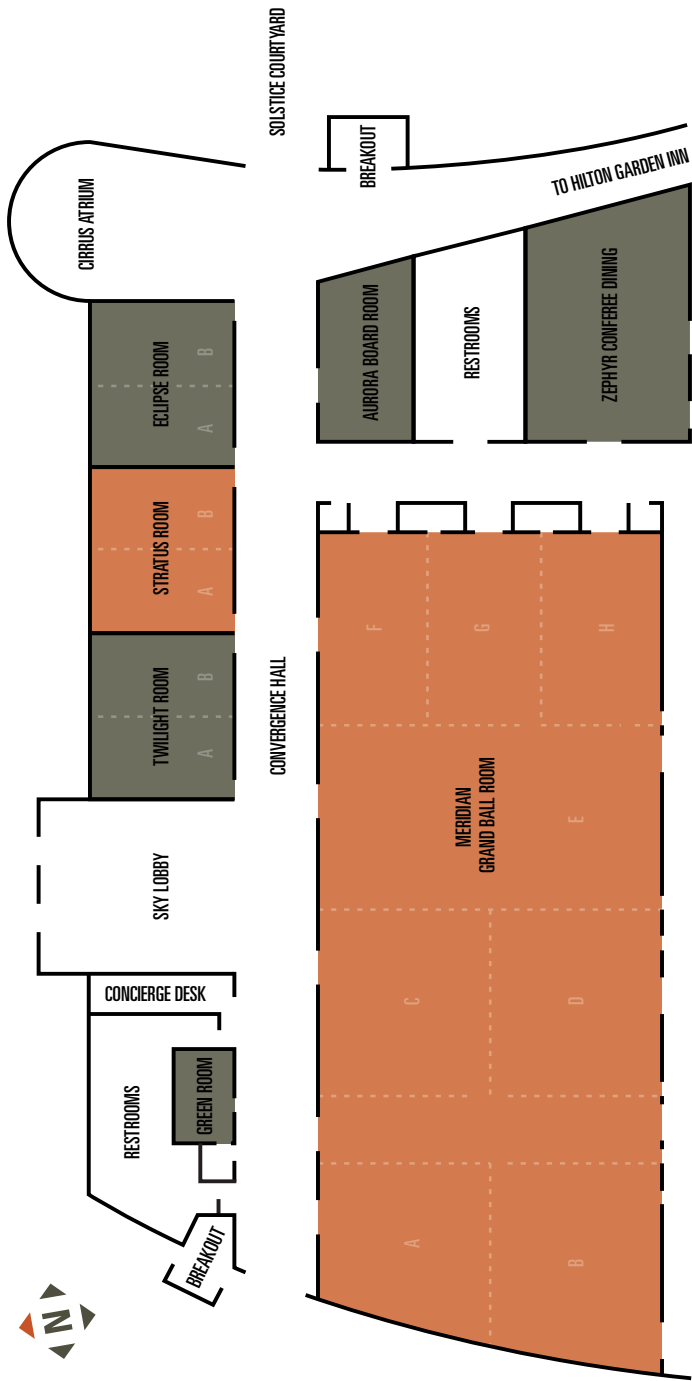 SOLSTICE COURTYARD
BREAKOUT
TO HILTON GARDEN INN
CIRRUS ATRIUM
ECLIPSE ROOM
A
B
AURORA BOARD ROOM
RESTROOMS
ZEPHYR CONFEREE DINING
STRATUS ROOM
A
B
TWILIGHT ROOM
A
B
CONVERGENCE HALL
F
G
H
MERIDIAN
GRAND BALL ROOM
E
SKY LOBBY
CONCIERGE DESK
C
D
RESTROOMS
GREEN ROOM
BREAKOUT
A
B
N